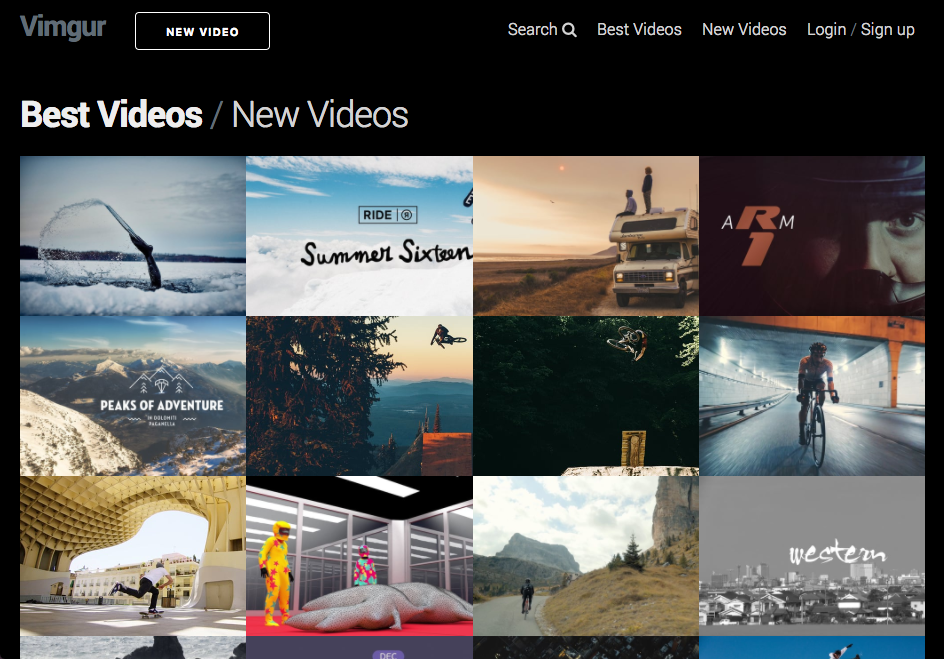 Vimgur
NEW VIDEO
Search
Best Videos
New Videos
Login / Sign up
Best Videos / New Videos
RIDE ®
Summer Sixteen
ARM
1
PEAKS OF ADVENTURE
IN DOLOMITI
PAGANELLA
western
DEC